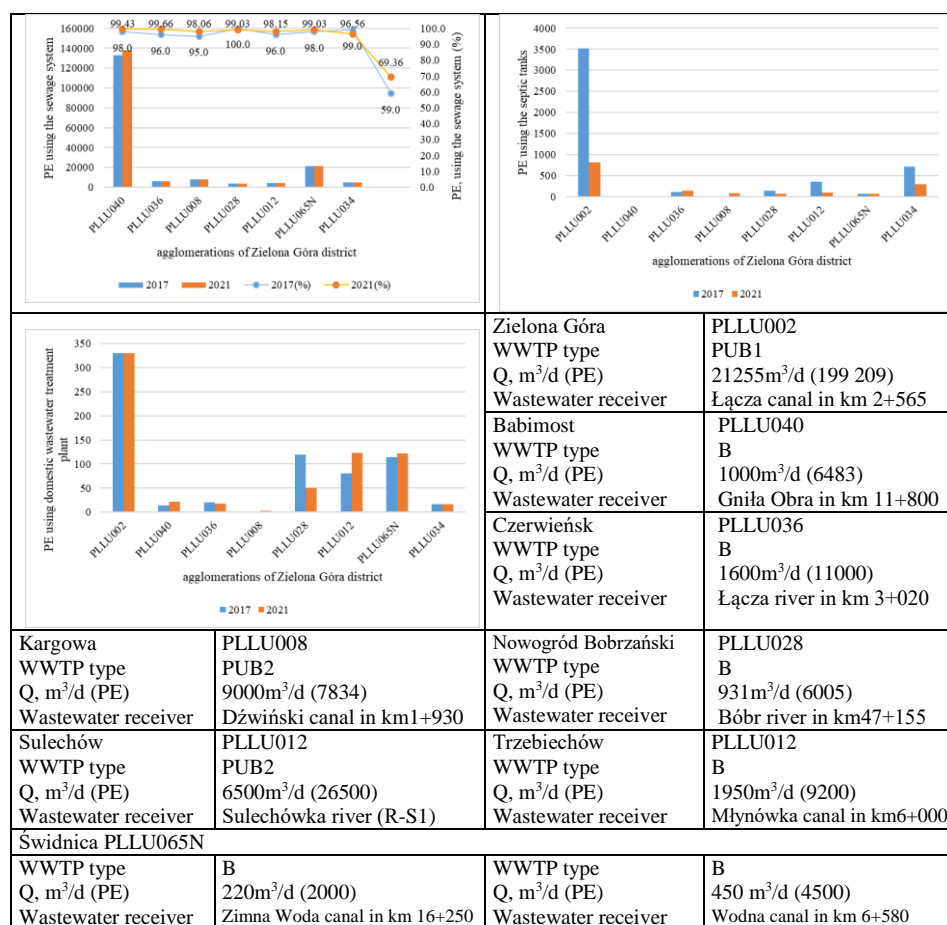 99.43 99.66 98.06 99.03 98.15 99.03 96.56
98.0 96.0 95.0 100.0 96.0 98.0 99.0
69.36
59.0
160000
140000
120000
100000
80000
60000
40000
20000
0
PE using the sewage system
100.0
90.0
80.0
70.0
60.0
50.0
40.0
30.0
20.0
10.0
0.0
PE, using the sewage system (%)
PLLU040 PLLU036 PLLU008 PLLU028 PLLU012 PLLU065N PLLU034
agglomerations of Zielona Góra district
2017 2021 2017(%) 2021(%)
4000
3500
3000
2500
2000
1500
1000
500
0
PE using the septic tanks
PLLU002 PLLU040 PLLU036 PLLU008 PLLU028 PLLU012 PLLU065N PLLU034
agglomerations of Zielona Góra district
2017 2021
350
300
250
200
150
100
50
0
PE using domestic wastewater treatment
plant
PLLU002 PLLU040 PLLU036 PLLU008 PLLU028 PLLU012 PLLU065N PLLU034
agglomerations of Zielona Góra district
2017 2021
Zielona Góra PLLU002
WWTP type PUB1
Q, m³/d (PE) 21255m³/d (199 209)
Wastewater receiver Łącza canal in km 2+565
Babimost PLLU040
WWTP type B
Q, m³/d (PE) 1000m³/d (6483)
Wastewater receiver Gniła Obra in km 11+800
Czerwieńsk PLLU036
WWTP type B
Q, m³/d (PE) 1600m³/d (11000)
Wastewater receiver Łącza river in km 3+020
Kargowa PLLU008
WWTP type PUB2
Q, m³/d (PE) 9000m³/d (7834)
Wastewater receiver Dźwiński canal in km1+930
Nowogród Bobrzański PLLU028
WWTP type B
Q, m³/d (PE) 931m³/d (6005)
Wastewater receiver Bóbr river in km47+155
Sulechów PLLU012
WWTP type PUB2
Q, m³/d (PE) 6500m³/d (26500)
Wastewater receiver Sulechówka river (R-S1)
Trzebiechów PLLU012
WWTP type B
Q, m³/d (PE) 1950m³/d (9200)
Wastewater receiver Młynówka canal in km6+000
Świdnica PLLU065N
WWTP type B
Q, m³/d (PE) 220m³/d (2000)
Wastewater receiver Zimna Woda canal in km 16+250
WWTP type B
Q, m³/d (PE) 450 m³/d (4500)
Wastewater receiver Wodna canal in km 6+580